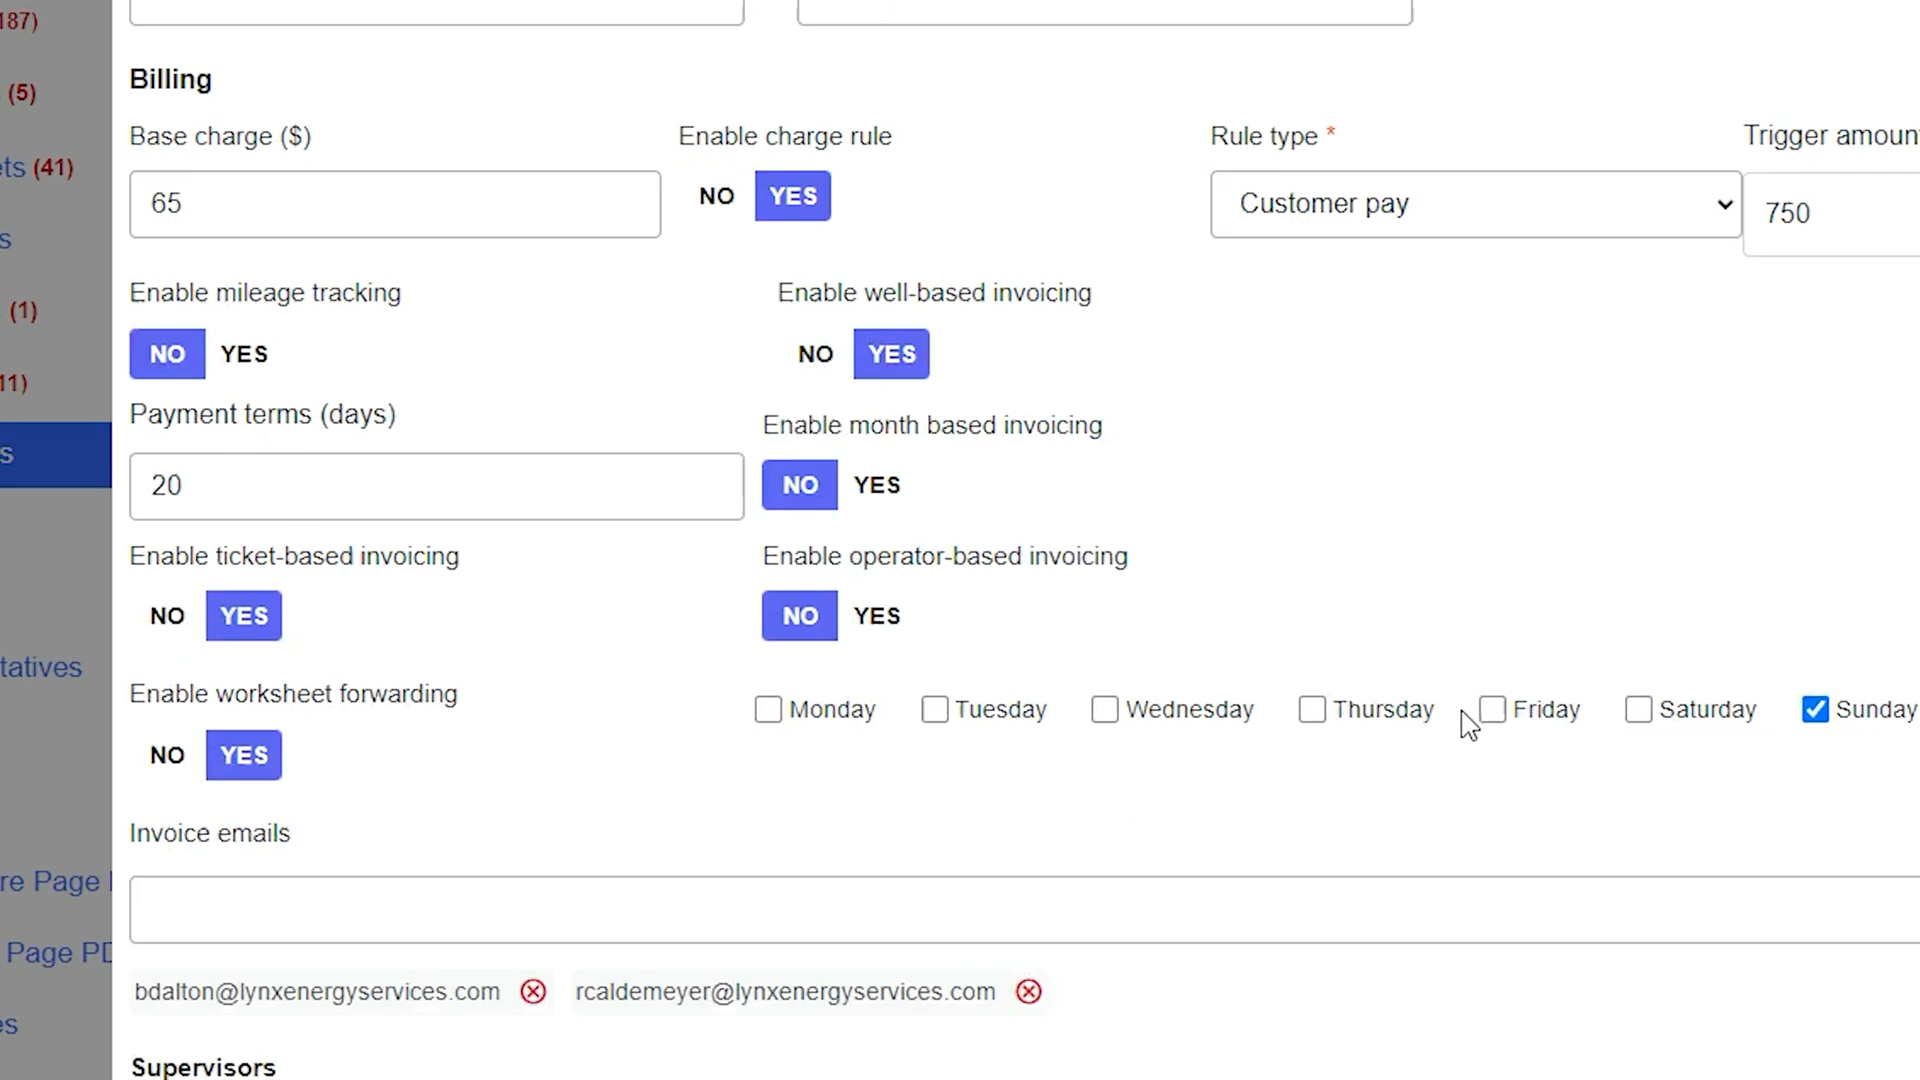 187)
Billing
(5)
Base charge ($) Enable charge rule Rule type * Trigger amoun
ets (41)
65 NO YES Customer pay 750
s
Enable mileage tracking Enable well-based invoicing
(1)
NO YES NO YES
11)
Payment terms (days) Enable month based invoicing
s
20 NO YES
Enable ticket-based invoicing Enable operator-based invoicing
NO YES NO YES
tatives
Enable worksheet forwarding Monday Tuesday Wednesday Thursday Friday Saturday Sunday
NO YES
Invoice emails
re Page
Page PD
bdalton@lynxenergyservices.com rcaldemeyer@lynxenergyservices.com
es
Supervisors